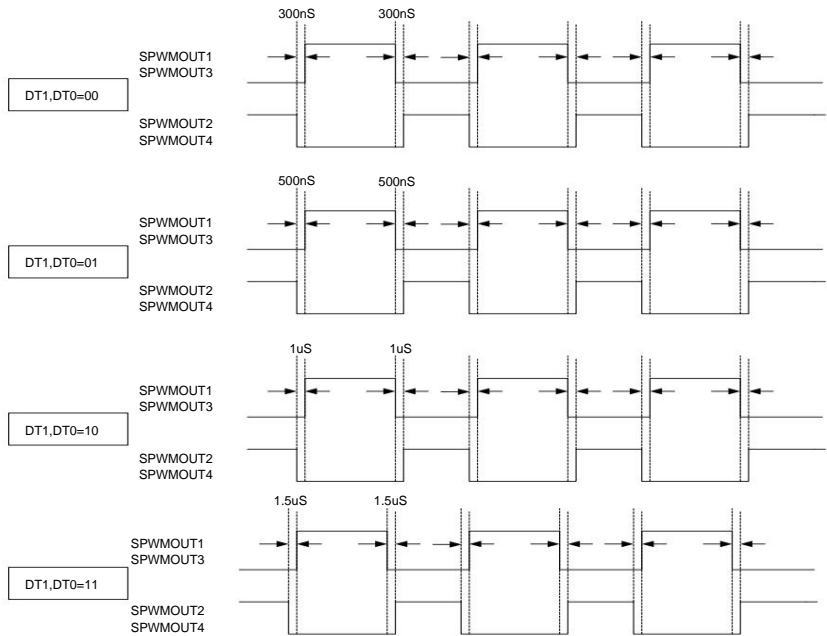 300nS 300nS
SPWMOUT1
SPWMOUT3
DT1,DT0=00
SPWMOUT2
SPWMOUT4
500nS 500nS
SPWMOUT1
SPWMOUT3
DT1,DT0=01
SPWMOUT2
SPWMOUT4
1uS 1uS
SPWMOUT1
SPWMOUT3
DT1,DT0=10
SPWMOUT2
SPWMOUT4
1.5uS 1.5uS
SPWMOUT1
SPWMOUT3
DT1,DT0=11
SPWMOUT2
SPWMOUT4